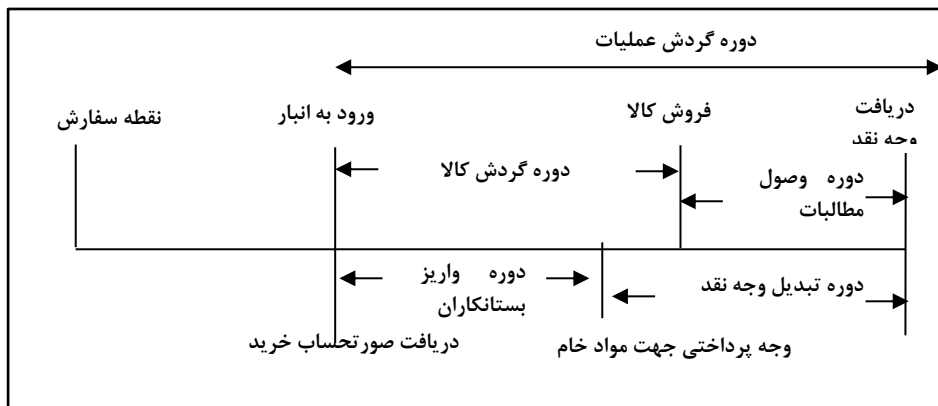 دوره گردش عملیات
نقطه سفارش
ورود به انبار
فروش کالا
دریافت
وجه نقد
دوره گردش کالا
دوره وصول
مطالبات
دوره واریز
بستانکاران
دوره تبدیل وجه نقد
دریافت صورتحساب خرید
وجه پرداختی جهت مواد خام